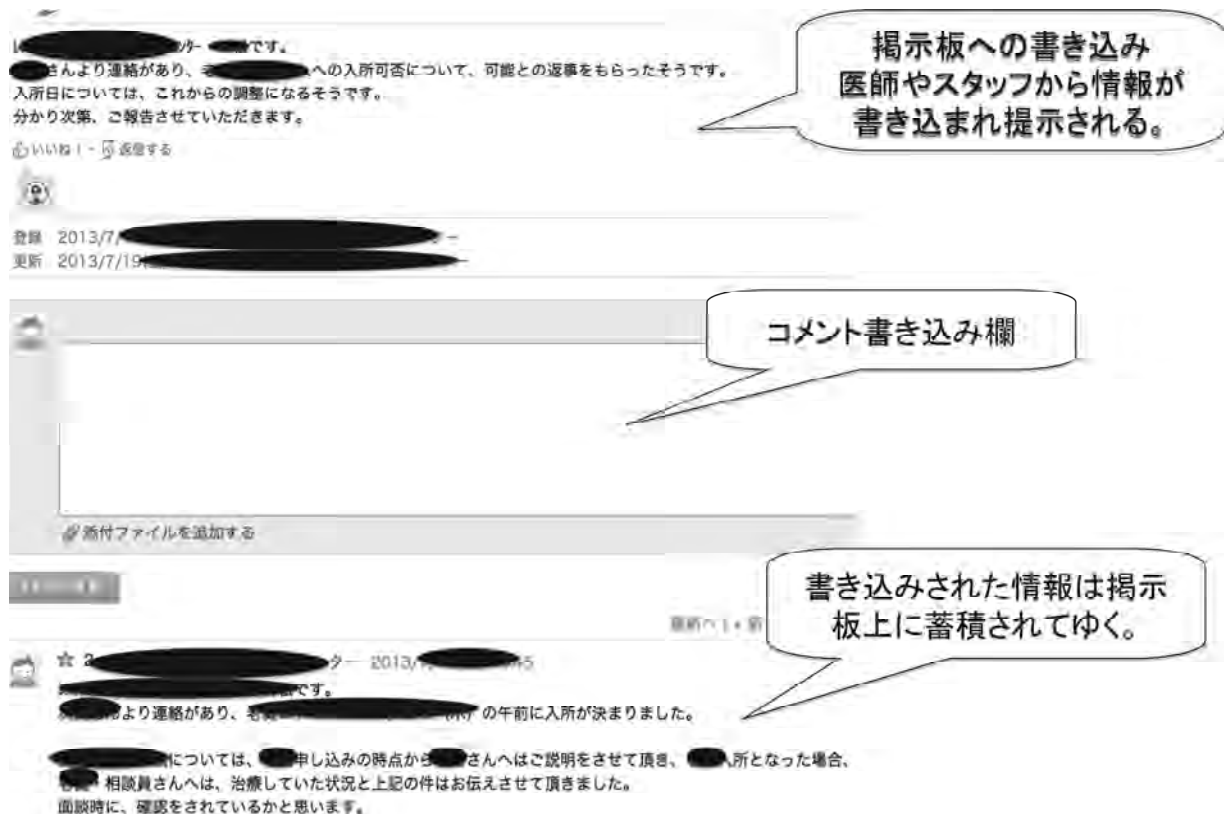 です。
さんより連絡があり、
への入所可否について、可能との返事をもらったそうです。
入所日については、これからの調整になるそうです。
分かり次第、ご報告させていただきます。
いいね! - 返信する
掲示板への書き込み
医師やスタッフから情報が
書き込まれ提示される。
登録 2013/7/
更新 2013/7/19
コメント書き込み欄
添付ファイルを追加する
書き込みされた情報は掲示
板上に蓄積されてゆく。
ター 2013/
です。
より連絡があり、
の午前に入所が決まりました。
については、
申し込みの時点から
さんへはご説明をさせて頂き、
所となった場合、
相談員さんへは、治療していた状況と上記の件はお伝えさせて頂きました。
面談時に、確認をされているかと思います。